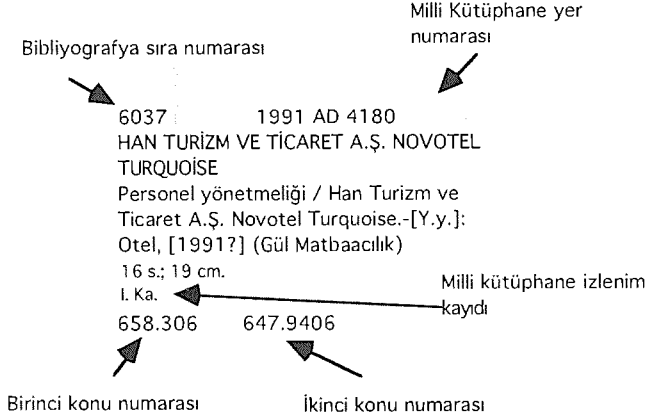 Milli Kütüphane yer
numarası
Bibliyografya sıra numarası
6037 1991 AD 4180
HAN TURİZM VE TİCARET A.Ş. NOVOTEL
TURQUOİSE
Personel yönetmeliği / Han Turizm ve
Ticaret A.Ş. Novotel Turquoise.-[Y.y.]:
Otel, [1991?] (Gül Matbaacılık)
16 s.; 19 cm.
I. Ka.
Milli kütüphane izlenim
kayıdı
658.306 647.9406
Birinci konu numarası İkinci konu numarası